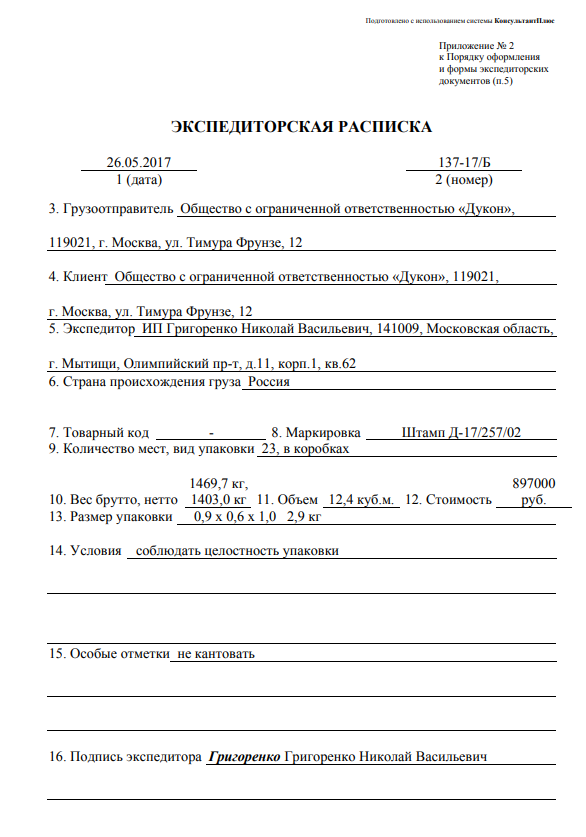 Подготовлено с использованием системы КонсультантПлюс
Приложение № 2
к Порядку оформления
и формы экспедиторских
документов (п.5)
ЭКСПЕДИТОРСКАЯ РАСПИСКА
26.05.2017 137-17/Б
1 (дата) 2 (номер)
3. Грузоотправитель Общество с ограниченной ответственностью «Дукон»,
119021, г. Москва, ул. Тимура Фрунзе, 12
4. Клиент Общество с ограниченной ответственностью «Дукон», 119021,
г. Москва, ул. Тимура Фрунзе, 12
5. Экспедитор ИП Григоренко Николай Васильевич, 141009, Московская область,
г. Мытищи, Олимпийский пр-т, д.11, корп.1, кв.62
6. Страна происхождения груза Россия
7. Товарный код - 8. Маркировка Штамп Д-17/257/02
9. Количество мест, вид упаковки 23, в коробках
1469,7 кг, 897000
10. Вес брутто, нетто 1403,0 кг 11. Объем 12,4 куб.м. 12. Стоимость руб.
13. Размер упаковки 0,9 х 0,6 х 1,0 2,9 кг
14. Условия соблюдать целостность упаковки
15. Особые отметки не кантовать
16. Подпись экспедитора Григоренко Григоренко Николай Васильевич